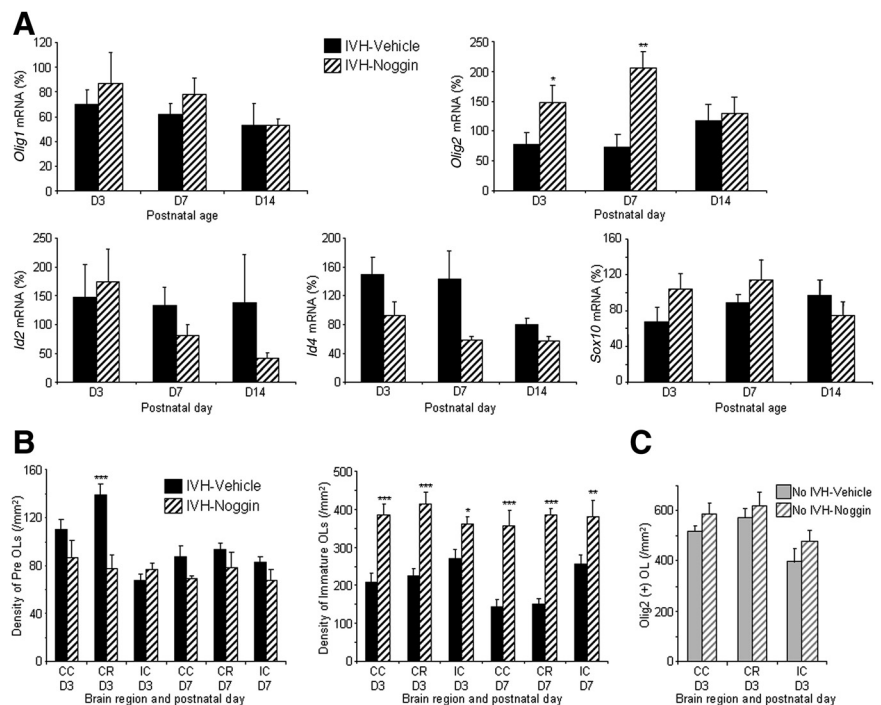 A
120
100
80
60
40
20
0
Olig1 mRNA (%)
D3 D7 D14
Postnatal age
IVH-Vehicle
IVH-Noggin
250
200
150
100
50
0
Olig2 mRNA (%)
* **
D3 D7 D14
Postnatal day
250
200
150
100
50
0
Id2 mRNA (%)
D3 D7 D14
Postnatal day
250
200
150
100
50
0
Id4 mRNA (%)
D3 D7 D14
Postnatal day
160
120
80
40
0
Sox10 mRNA (%)
D3 D7 D14
Postnatal age
B
160
120
80
40
0
Density of Pre OLs (/mm²)
***
IVH-Vehicle
IVH-Noggin
CC CR IC CC CR IC
D3 D3 D3 D7 D7 D7
Brain region and postnatal day
500
400
300
200
100
0
Density of Immature OLs (/mm²)
*** *** * *** *** **
CC CR IC CC CR IC
D3 D3 D3 D7 D7 D7
Brain region and postnatal day
C
600
400
200
0
Olig2 (+) OL (/mm²)
No IVH-Vehicle
No IVH-Noggin
CC CR IC
D3 D3 D3
Brain region and postnatal day